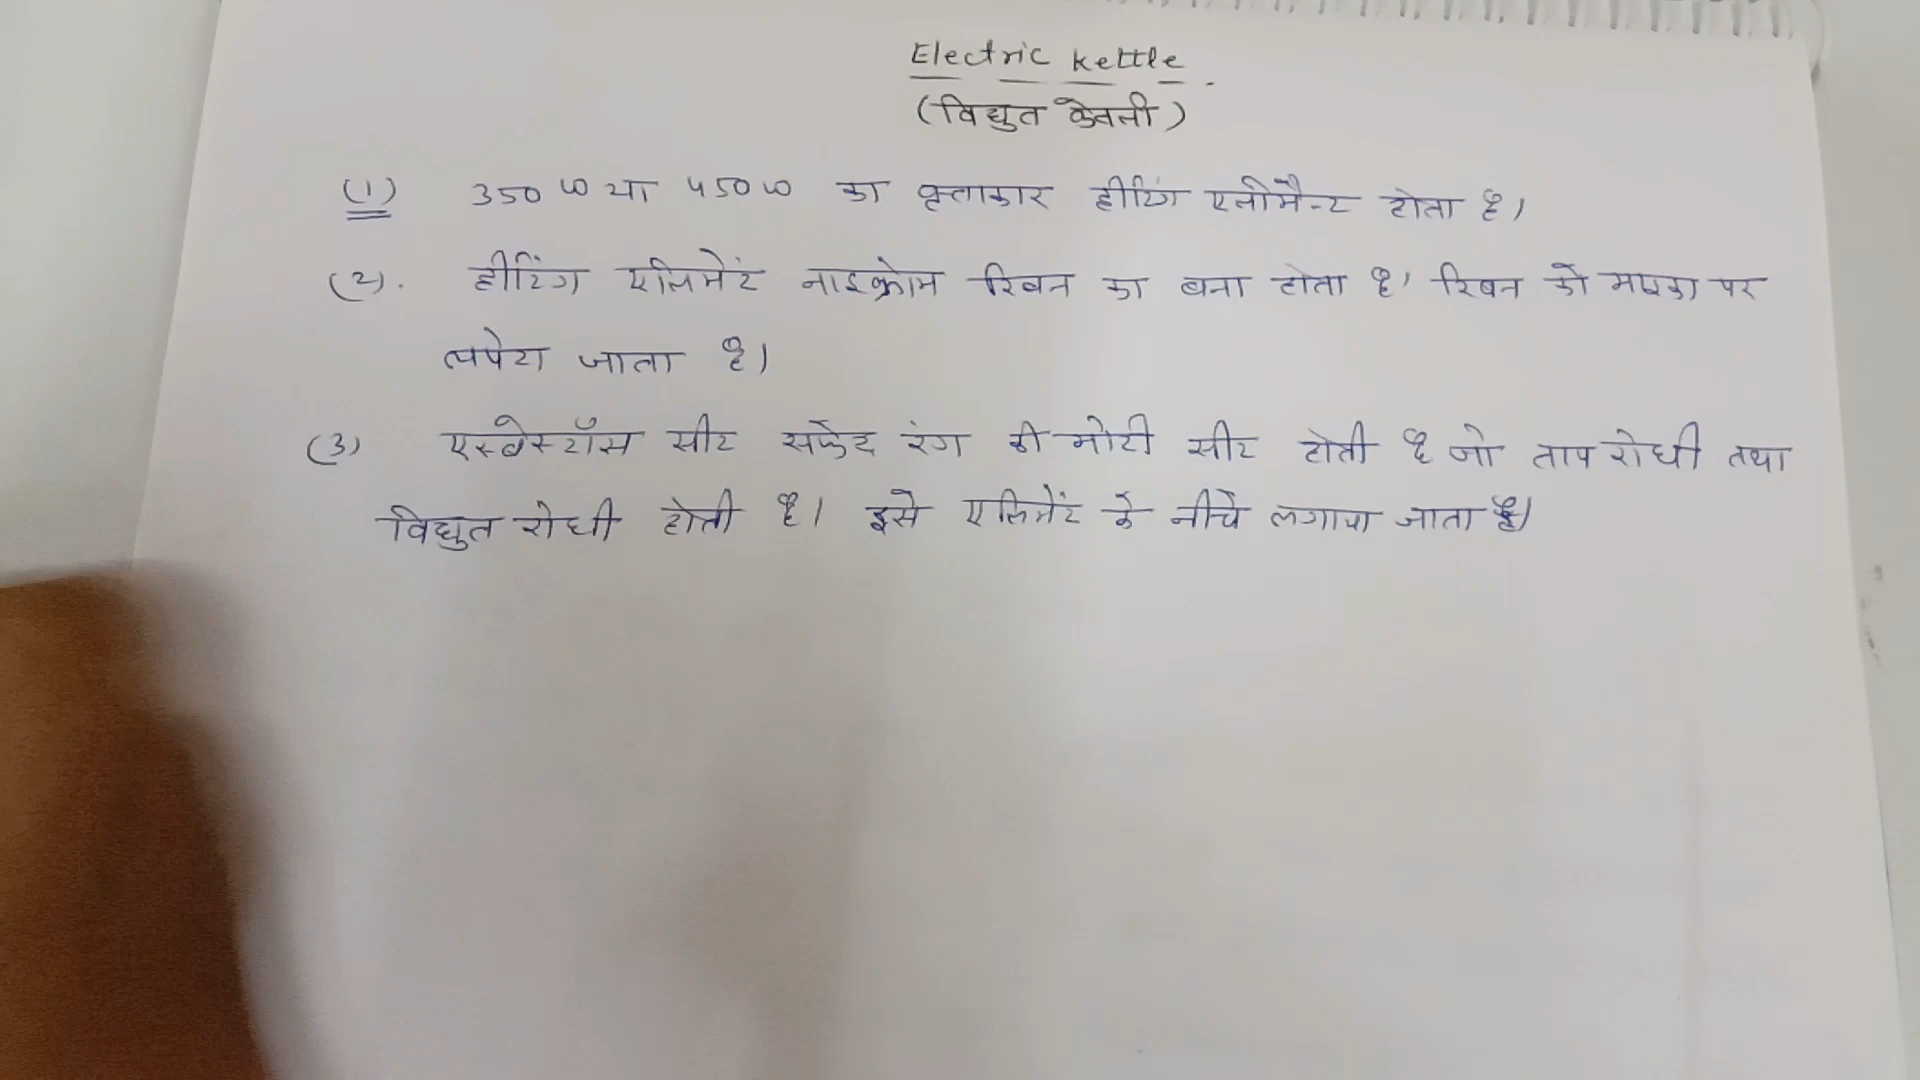 Electric Kettle
(विद्युत केतली)
(1) 350 W या 450 W का वृत्ताकार हीटिंग एलीमैन्ट होता है।
(2). हीटिंग एलिमेंट नाइक्रोम रिबन का बना होता है, रिबन को माइका पर
लपेटा जाता है।
(3) एस्बेस्टॉस सीट सफेद रंग की मोटी सीट होती है जो ताप रोधी तथा
विद्युत रोधी होती है। इसे एलिमेंट के नीचे लगाया जाता है।